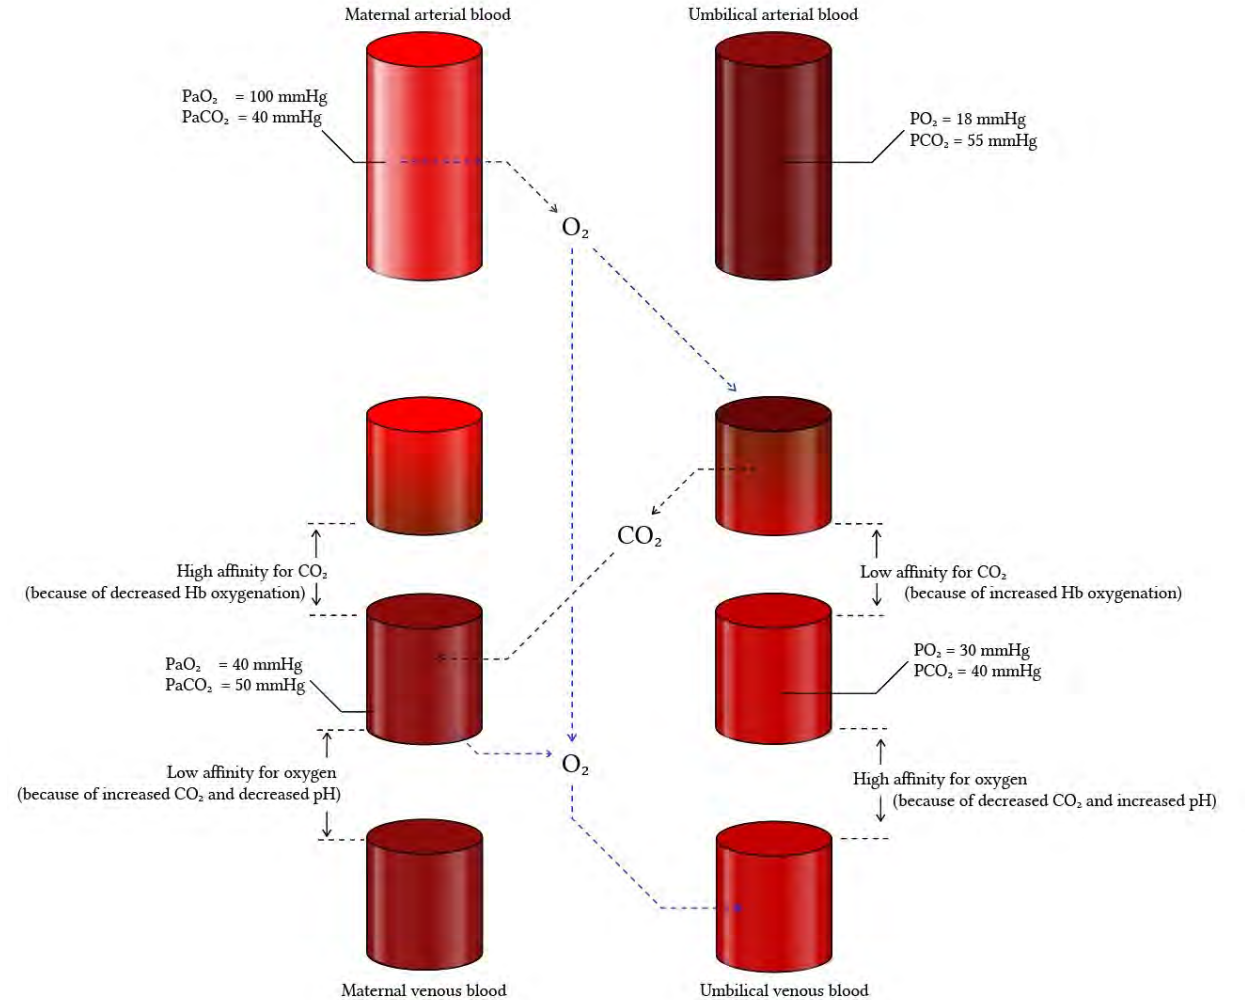 Maternal arterial blood
Umbilical arterial blood
PaO₂ = 100 mmHg
PaCO₂ = 40 mmHg
PO₂ = 18 mmHg
PCO₂ = 55 mmHg
O₂
CO₂
High affinity for CO₂
(because of decreased Hb oxygenation)
Low affinity for CO₂
(because of increased Hb oxygenation)
PaO₂ = 40 mmHg
PaCO₂ = 50 mmHg
PO₂ = 30 mmHg
PCO₂ = 40 mmHg
O₂
Low affinity for oxygen
(because of increased CO₂ and decreased pH)
High affinity for oxygen
(because of decreased CO₂ and increased pH)
Maternal venous blood
Umbilical venous blood